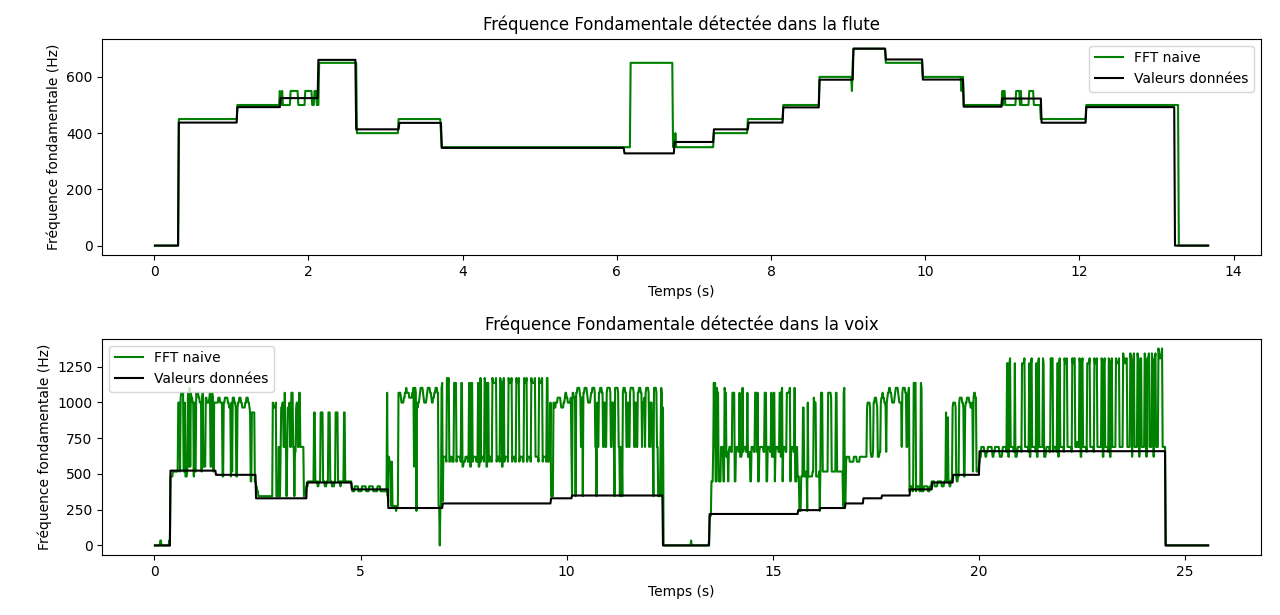 Fréquence Fondamentale détectée dans la flute
Fréquence fondamentale (Hz)
600
400
200
0
FFT naive
Valeurs données
0 2 4 6 8 10 12 14
Temps (s)
Fréquence Fondamentale détectée dans la voix
Fréquence fondamentale (Hz)
1250
1000
750
500
250
0
FFT naive
Valeurs données
0 5 10 15 20 25
Temps (s)